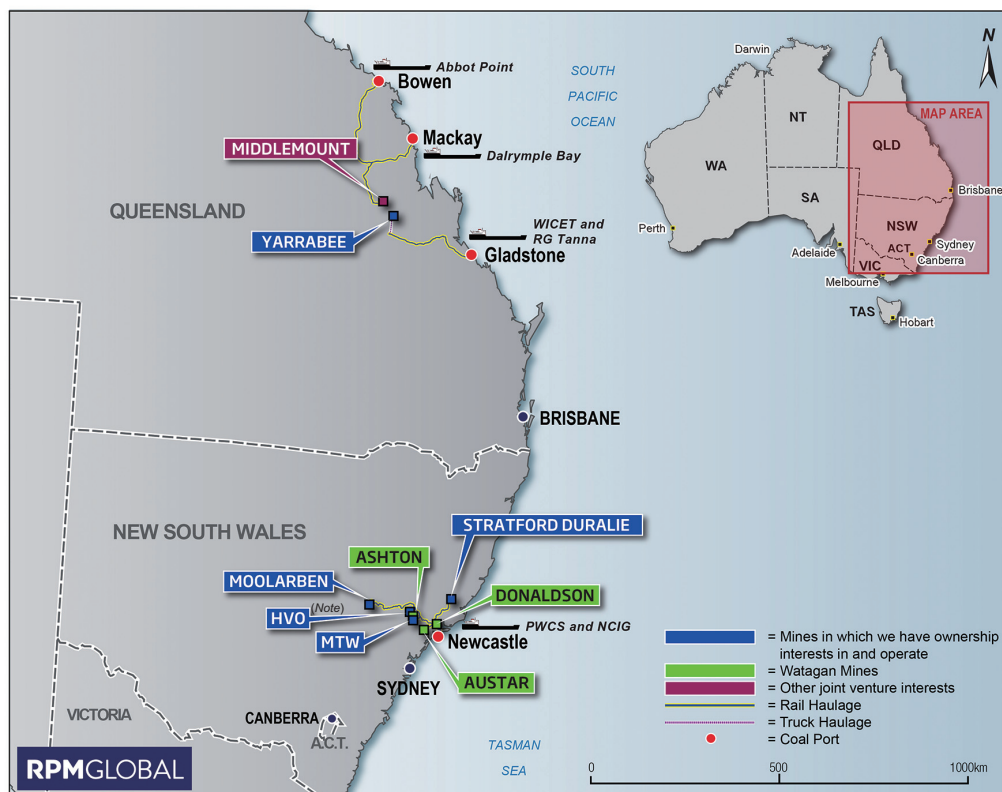 Abbot Point
Bowen
Mackay
Dalrymple Bay
MIDDLEMOUNT
QUEENSLAND
YARRABEE
WICET and
RG Tanna
Gladstone
BRISBANE
NEW SOUTH WALES
STRATFORD DURALIE
ASHTON
MOOLARBEN
DONALDSON
HVO
(Note)
MTW
PWCS and NCIG
Newcastle
AUSTAR
SYDNEY
VICTORIA
CANBERRA
A.C.T.
SOUTH
PACIFIC
OCEAN
TASMAN
SEA
RPMGLOBAL
N
Darwin
MAP AREA
NT
QLD
WA
Brisbane
SA
NSW
Perth
Sydney
ACT
Adelaide
Canberra
VIC
Melbourne
TAS
Hobart
= Mines in which we have ownership
interests in and operate
= Watagan Mines
= Other joint venture interests
= Rail Haulage
= Truck Haulage
= Coal Port
0 500 1000km